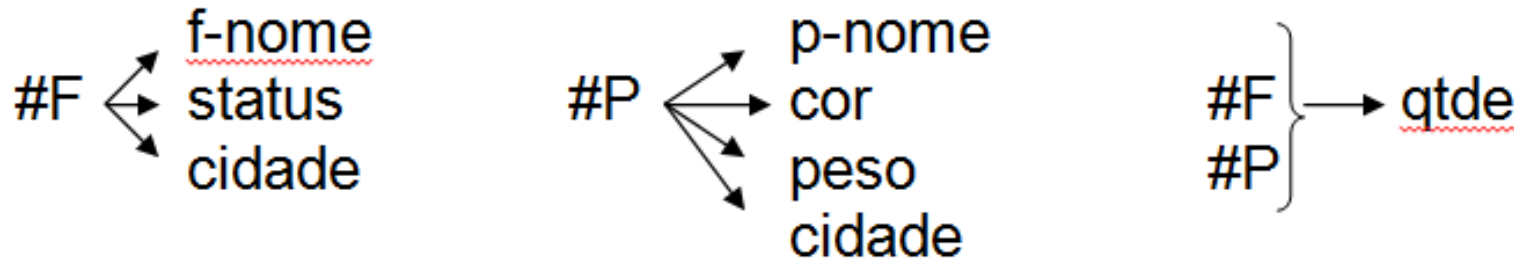 #F
f-nome
status
cidade
#P
p-nome
cor
peso
cidade
#F
#P
qtde